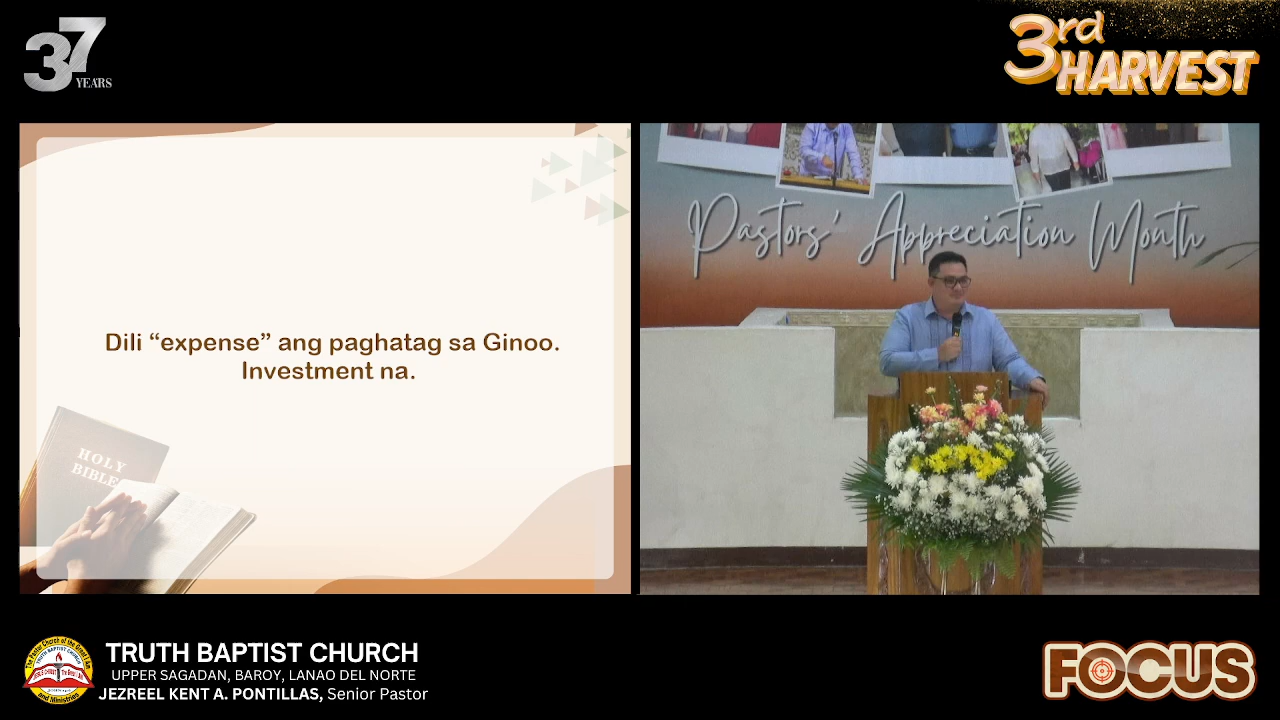 37
YEARS
3rd
HARVEST
Dili “expense” ang paghatag sa Ginoo.
Investment na.
HOLY
BIBLE
Pastors' Appreciation Month
TRUTH BAPTIST CHURCH
UPPER SAGADAN, BAROY, LANAO DEL NORTE
JEZREEL KENT A. PONTILLAS, Senior Pastor
FOCUS